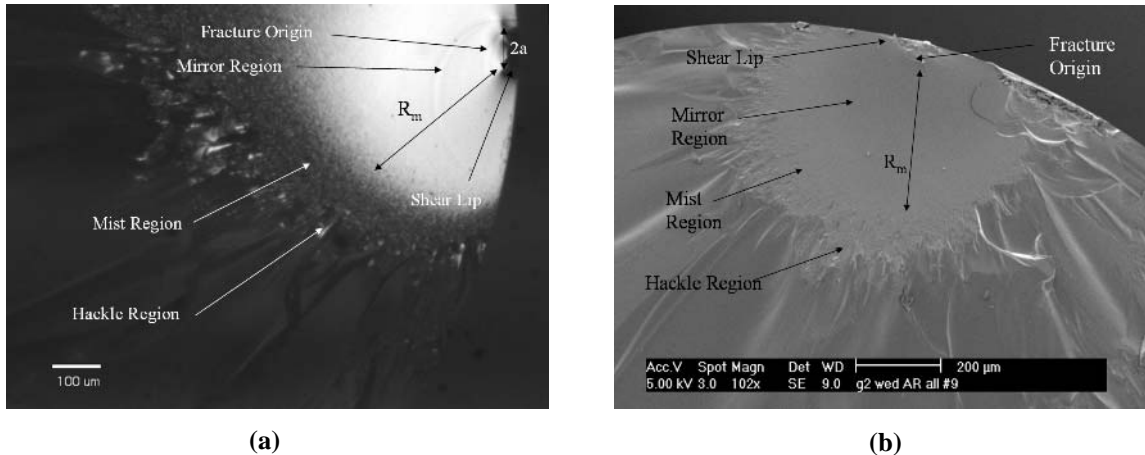 Fracture Origin
2a
Mirror Region
Rm
Shear Lip
Mist Region
Hackle Region
100 um
(a)
Shear Lip
Fracture
Origin
Mirror
Region
Rm
Mist
Region
Hackle Region
Acc.V Spot Magn Det WD 200 µm
5.00 kV 3.0 102x SE 9.0 g2 wed AR all #9
(b)